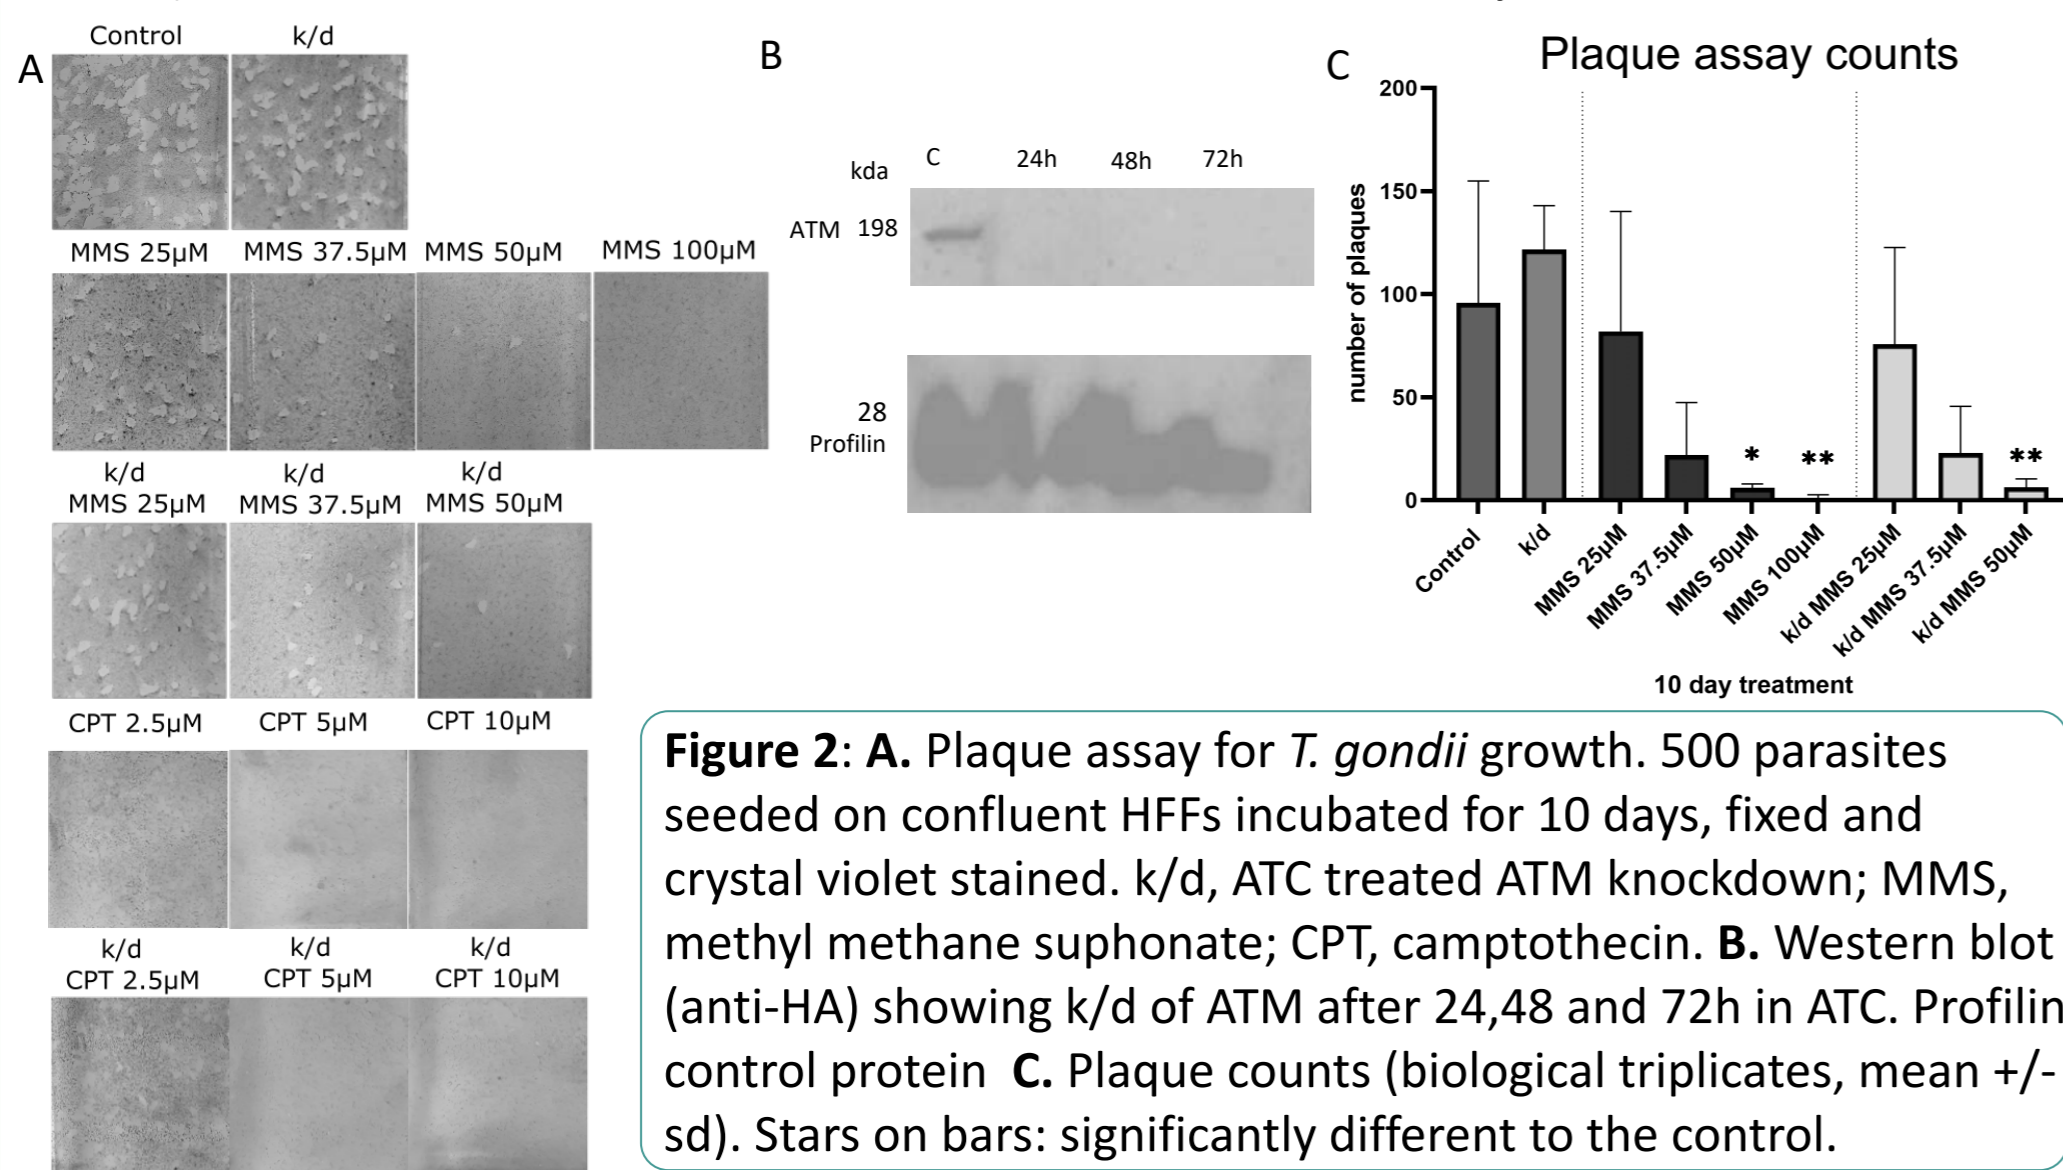 A
Control k/d
MMS 25µM MMS 37.5µM MMS 50µM MMS 100µM
k/d k/d k/d
MMS 25µM MMS 37.5µM MMS 50µM
CPT 2.5µM CPT 5µM CPT 10µM
k/d k/d k/d
CPT 2.5µM CPT 5µM CPT 10µM
B
kda C 24h 48h 72h
ATM 198
28
Profilin
C
Plaque assay counts
number of plaques
200
150
100
50
0
* ** **
Control
k/d
MMS 25µM
MMS 37.5µM
MMS 50µM
MMS 100µM
k/d MMS 25µM
k/d MMS 37.5µM
k/d MMS 50µM
10 day treatment
Figure 2: A. Plaque assay for T. gondii growth. 500 parasites
seeded on confluent HFFs incubated for 10 days, fixed and
crystal violet stained. k/d, ATC treated ATM knockdown; MMS,
methyl methane suphonate; CPT, camptothecin. B. Western blot
(anti-HA) showing k/d of ATM after 24,48 and 72h in ATC. Profilin
control protein C. Plaque counts (biological triplicates, mean +/-
sd). Stars on bars: significantly different to the control.